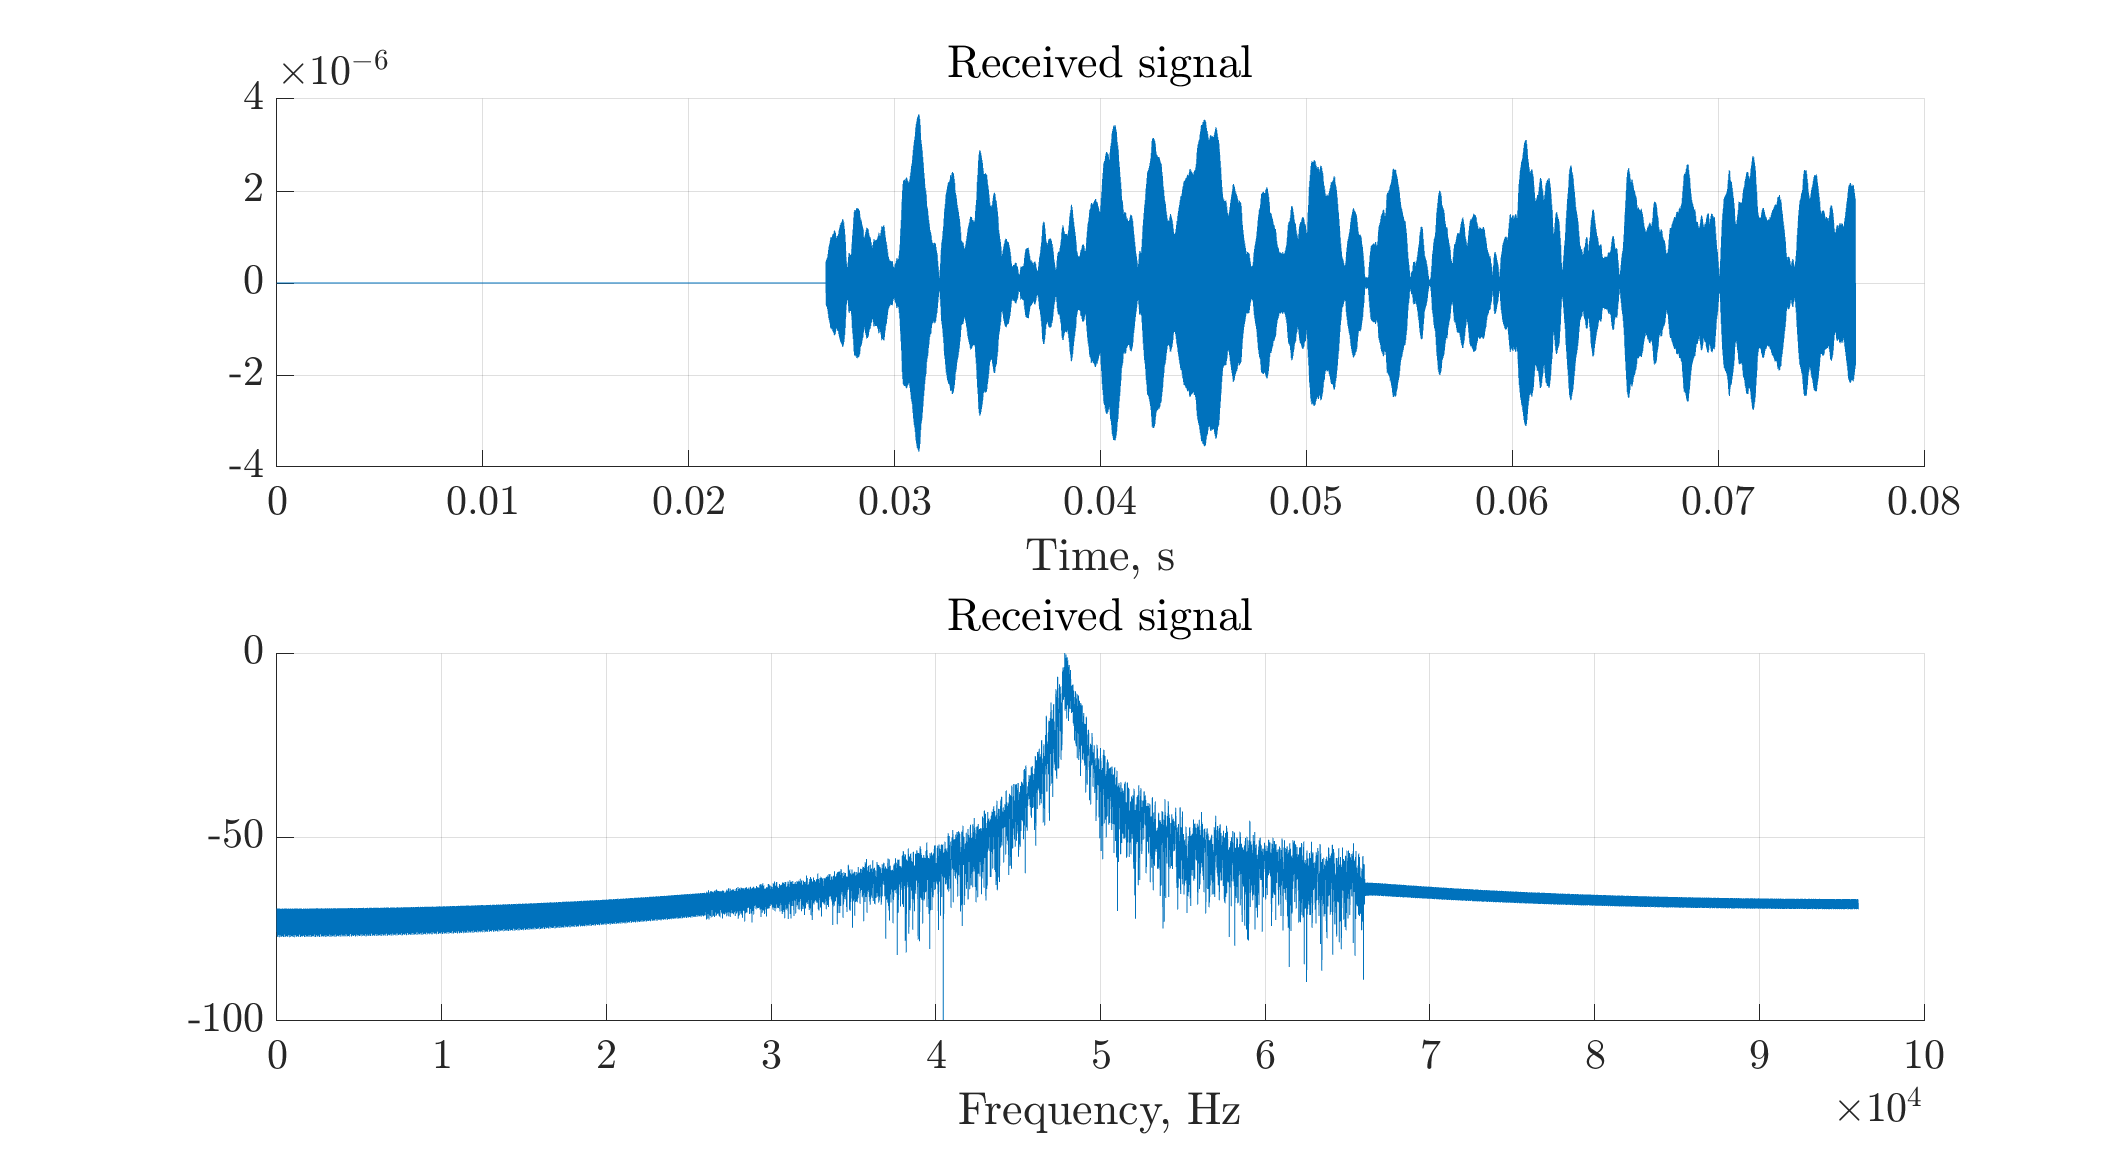 Received signal
×10⁻⁶
4
2
0
-2
-4
0 0.01 0.02 0.03 0.04 0.05 0.06 0.07 0.08
Time, s
Received signal
0
-50
-100
0 1 2 3 4 5 6 7 8 9 10
Frequency, Hz
×10⁴